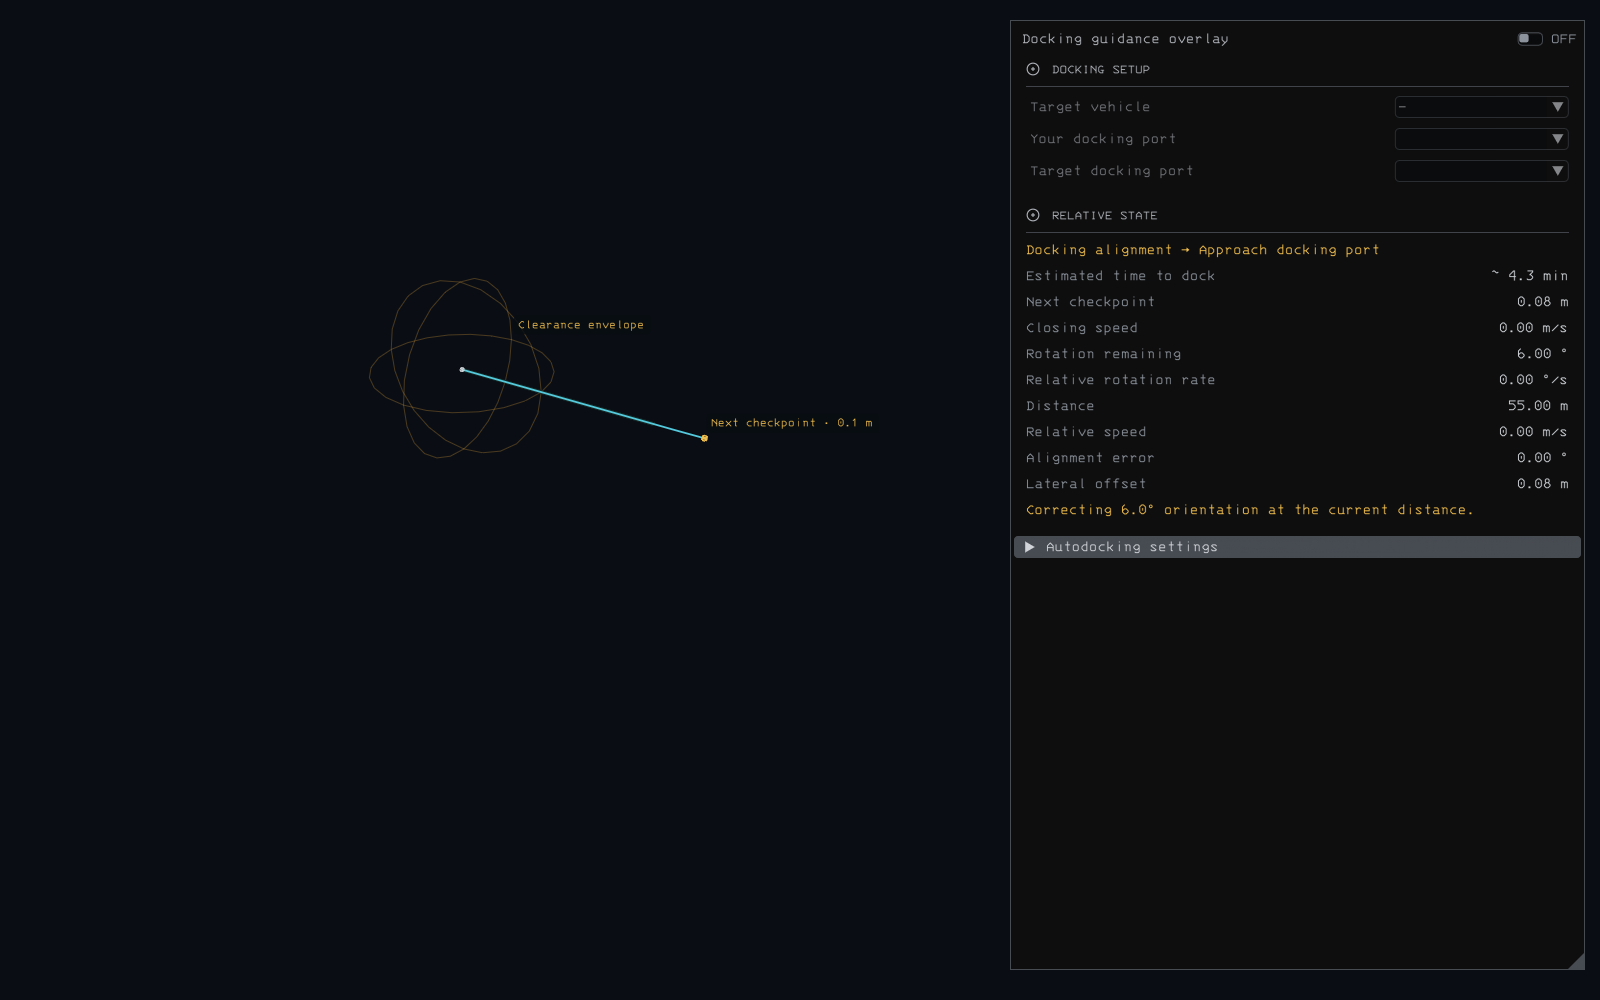 Docking guidance overlay OFF
DOCKING SETUP
Target vehicle –
Your docking port
Target docking port
RELATIVE STATE
Docking alignment → Approach docking port
Estimated time to dock ~ 4.3 min
Next checkpoint 0.08 m
Closing speed 0.00 m/s
Rotation remaining 6.00 °
Relative rotation rate 0.00 °/s
Distance 55.00 m
Relative speed 0.00 m/s
Alignment error 0.00 °
Lateral offset 0.08 m
Correcting 6.0° orientation at the current distance.
Autodocking settings
Clearance envelope
Next checkpoint · 0.1 m